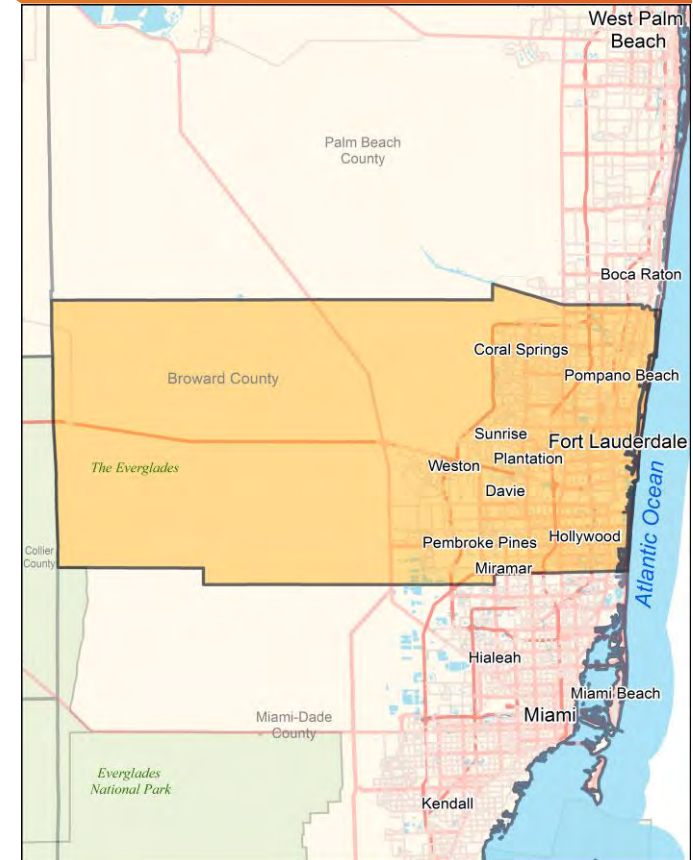 West Palm
Beach
Palm Beach
County
Boca Raton
Coral Springs
Broward County
Pompano Beach
Sunrise
Fort Lauderdale
Plantation
Weston
The Everglades
Davie
Atlantic Ocean
Hollywood
Pembroke Pines
Collier
County
Miramar
Hialeah
Miami Beach
Miami
Miami-Dade
County
Everglades
National Park
Kendall